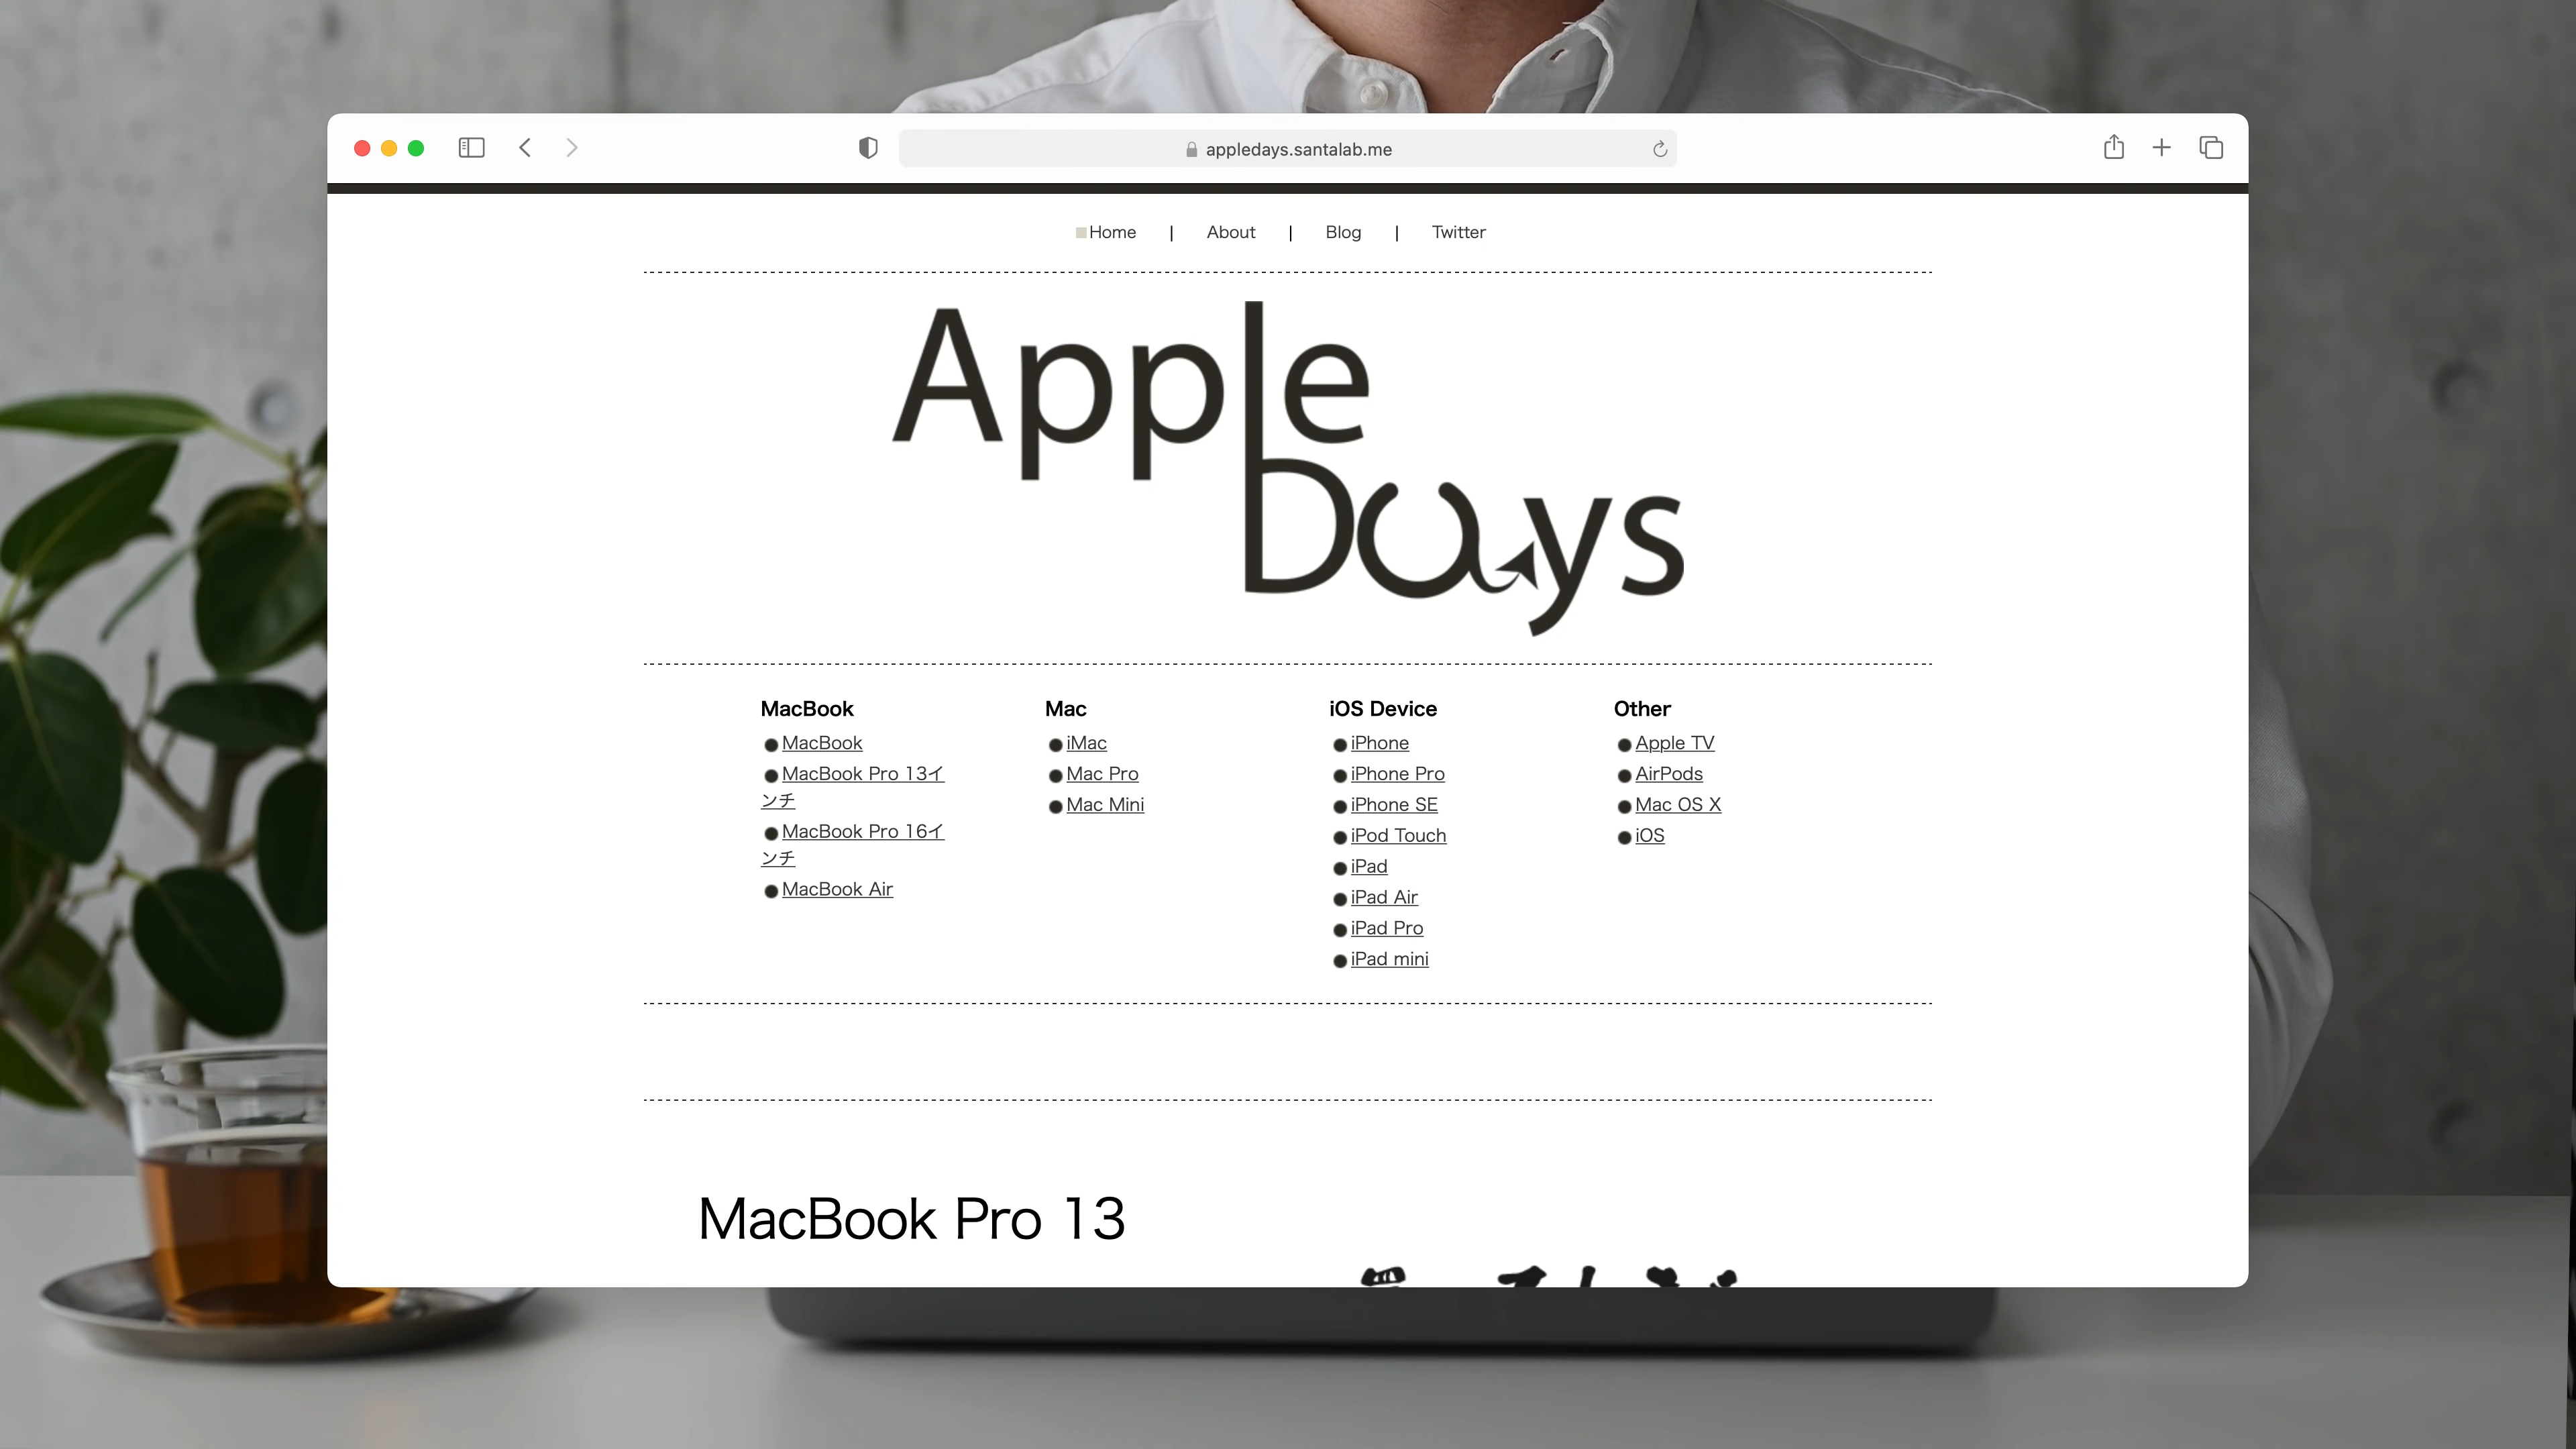 appledays.santalab.me
Home | About | Blog | Twitter
Apple
Days
MacBook
MacBook
MacBook Pro 13イ
ンチ
MacBook Pro 16イ
ンチ
MacBook Air
Mac
iMac
Mac Pro
Mac Mini
iOS Device
iPhone
iPhone Pro
iPhone SE
iPod Touch
iPad
iPad Air
iPad Pro
iPad mini
Other
Apple TV
AirPods
Mac OS X
iOS
MacBook Pro 13